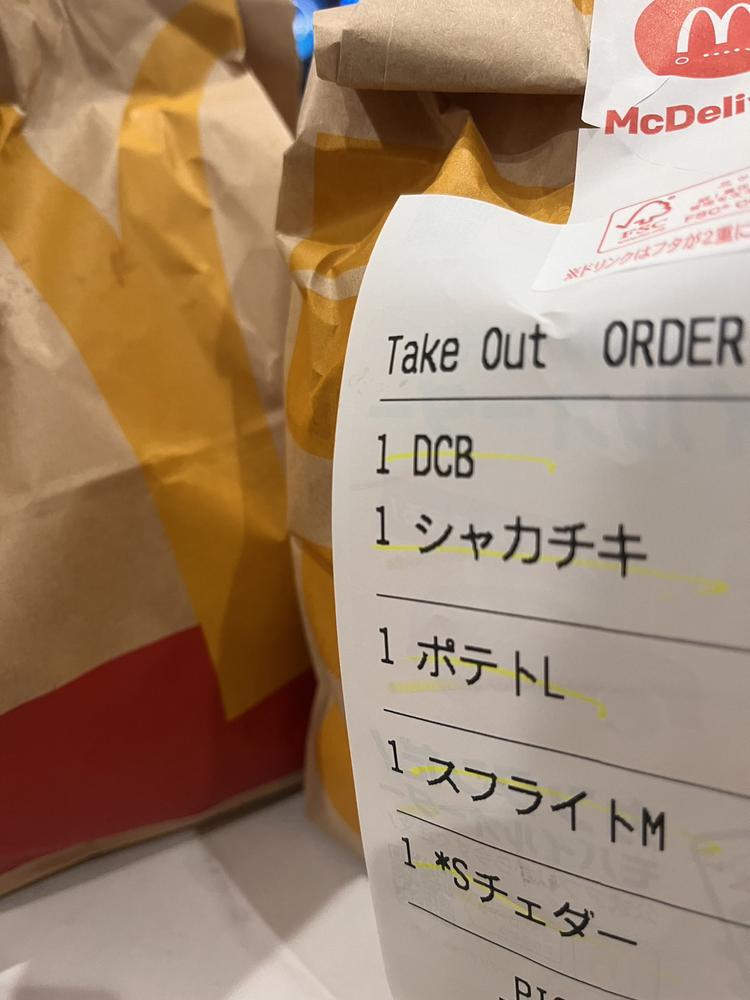 McDeli
FSC
※ドリンクはフタが2重に
Take Out ORDER
1 DCB
1 シャカチキ
1 ポテトL
1 スプライトM
1 *Sチェダー